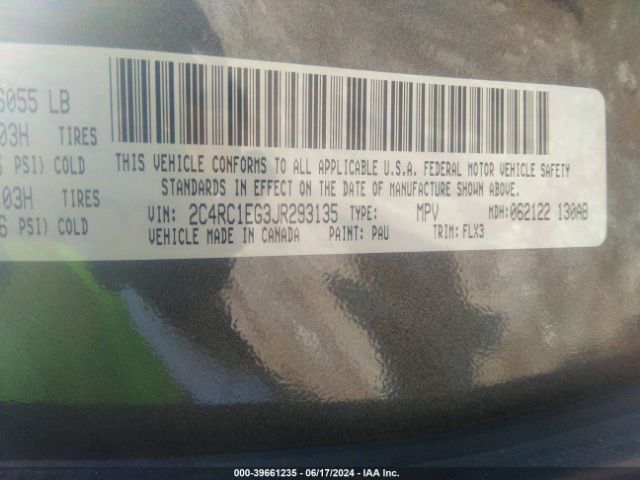 6055 LB
03H TIRES
PSI) COLD
03H TIRES
6 PSI) COLD
THIS VEHICLE CONFORMS TO ALL APPLICABLE U.S.A. FEDERAL MOTOR VEHICLE SAFETY
STANDARDS IN EFFECT ON THE DATE OF MANUFACTURE SHOWN ABOVE.
VIN: 2C4RC1EG3JR293135 TYPE: MPV MDH: 062122 130AB
VEHICLE MADE IN CANADA PAINT: PAU TRIM: FLX3
000-39661235 - 06/17/2024 - IAA Inc.